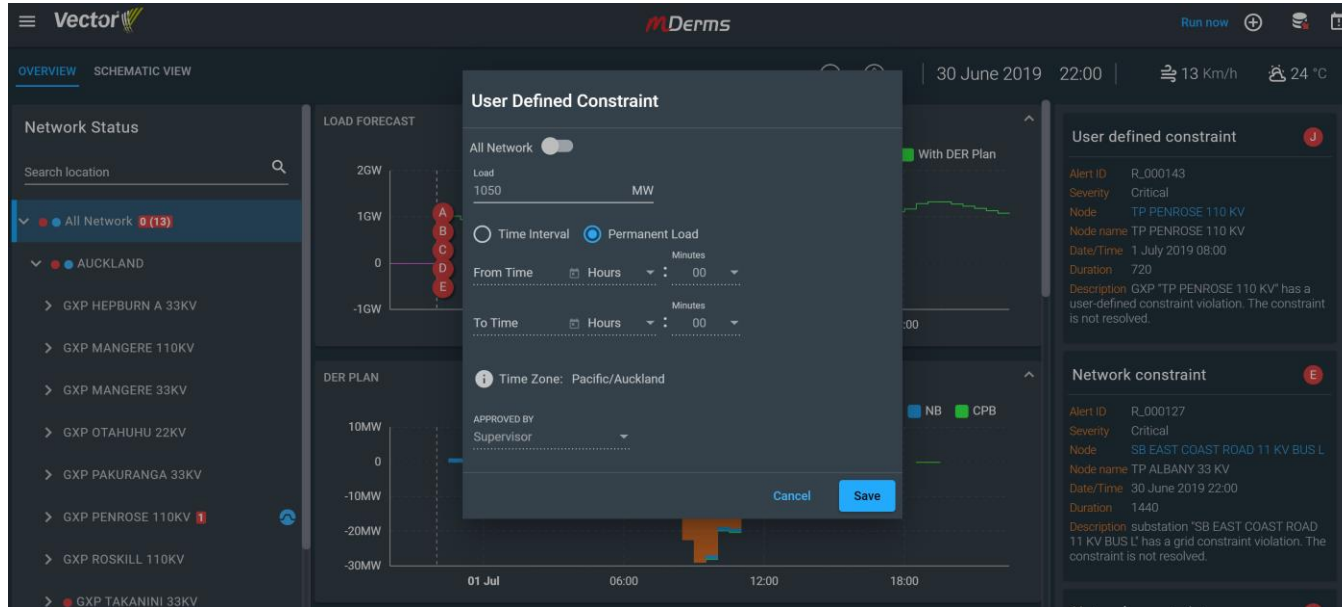 Vector
mDerms
Run now
OVERVIEW SCHEMATIC VIEW
30 June 2019 22:00 13 Km/h 24 °C
Network Status
Search location
All Network 0 (13)
AUCKLAND
GXP HEPBURN A 33KV
GXP MANGERE 110KV
GXP MANGERE 33KV
GXP OTAHUHU 22KV
GXP PAKURANGA 33KV
GXP PENROSE 110KV 1
GXP ROSKILL 110KV
GXP TAKANINI 33KV
LOAD FORECAST
With DER Plan
2GW
1GW
0
-1GW
A
B
C
D
E
:00
DER PLAN
NB CPB
10MW
0
-10MW
-20MW
-30MW
01 Jul 06:00 12:00 18:00
User Defined Constraint
All Network
Load
1050 MW
Time Interval Permanent Load
Minutes
From Time Hours : 00
Minutes
To Time Hours : 00
Time Zone: Pacific/Auckland
APPROVED BY
Supervisor
Cancel Save
User defined constraint J
Alert ID R_000143
Severity Critical
Node TP PENROSE 110 KV
Node name TP PENROSE 110 KV
Date/Time 1 July 2019 08:00
Duration 720
Description GXP "TP PENROSE 110 KV" has a
user-defined constraint violation. The constraint
is not resolved.
Network constraint E
Alert ID R_000127
Severity Critical
Node SB EAST COAST ROAD 11 KV BUS L
Node name TP ALBANY 33 KV
Date/Time 30 June 2019 22:00
Duration 1440
Description substation "SB EAST COAST ROAD
11 KV BUS L" has a grid constraint violation. The
constraint is not resolved.